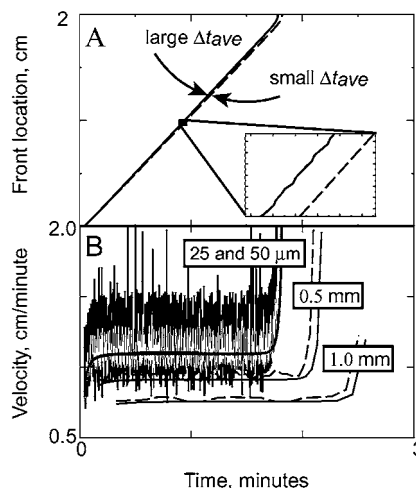 2
A
large Δtave
small Δtave
Front location, cm
2.0
B
25 and 50 μm
0.5 mm
1.0 mm
Velocity, cm/minute
0.5
0
3
Time, minutes